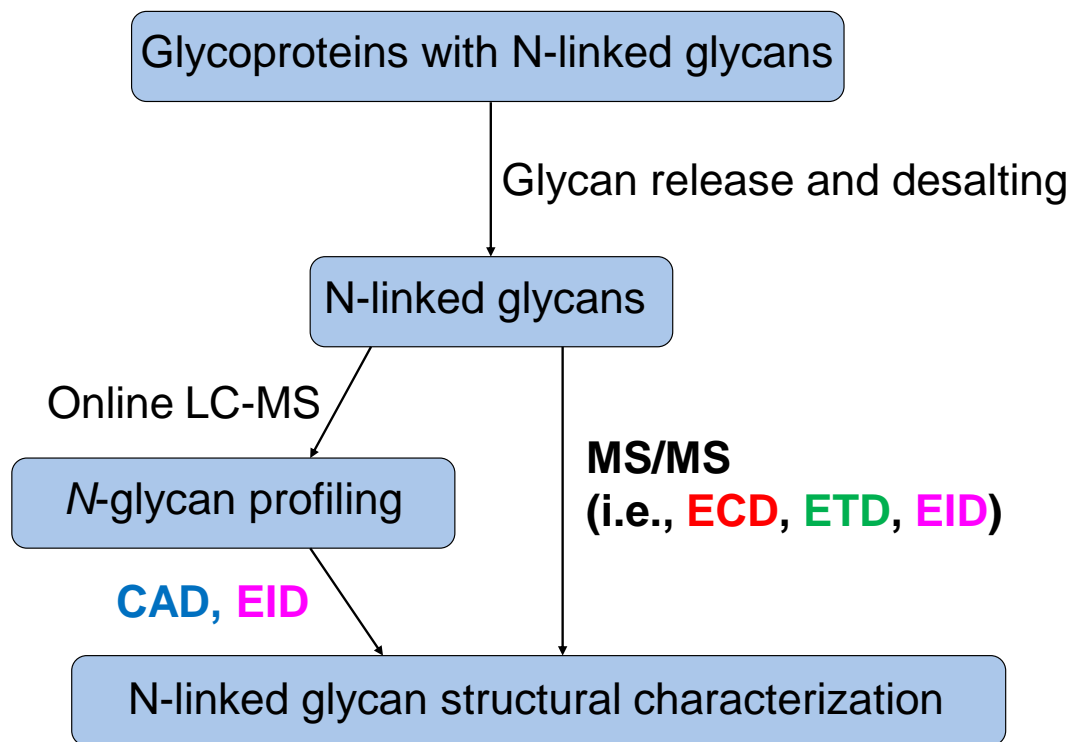 Glycoproteins with N-linked glycans
Glycan release and desalting
N-linked glycans
Online LC-MS
N-glycan profiling
MS/MS
(i.e., ECD, ETD, EID)
CAD, EID
N-linked glycan structural characterization